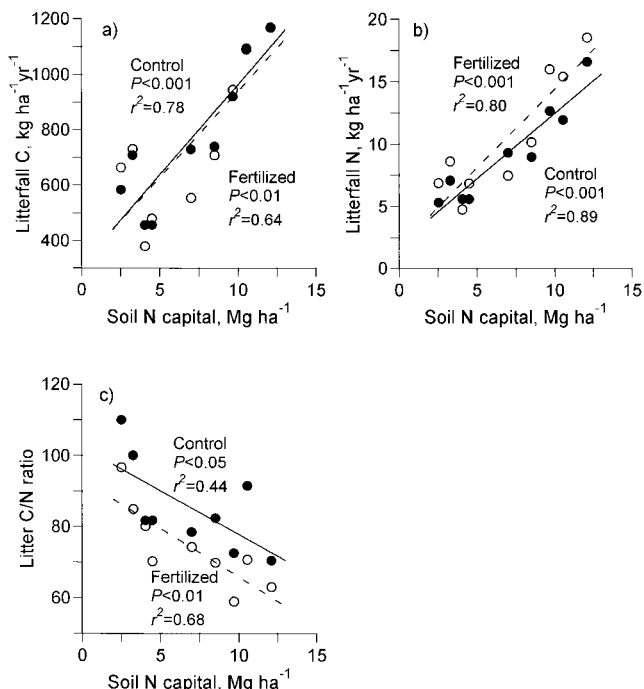 a)
Control
P<0.001
r²=0.78
Fertilized
P<0.01
r²=0.64
1200
1000
800
600
400
Litterfall C, kg ha⁻¹yr⁻¹
0 5 10 15
Soil N capital, Mg ha⁻¹
b)
Fertilized
P<0.001
r²=0.80
Control
P<0.001
r²=0.89
20
15
10
5
0
Litterfall N, kg ha⁻¹yr⁻¹
0 5 10 15
Soil N capital, Mg ha⁻¹
c)
Control
P<0.05
r²=0.44
Fertilized
P<0.01
r²=0.68
120
100
80
60
Litter C/N ratio
0 5 10 15
Soil N capital, Mg ha⁻¹